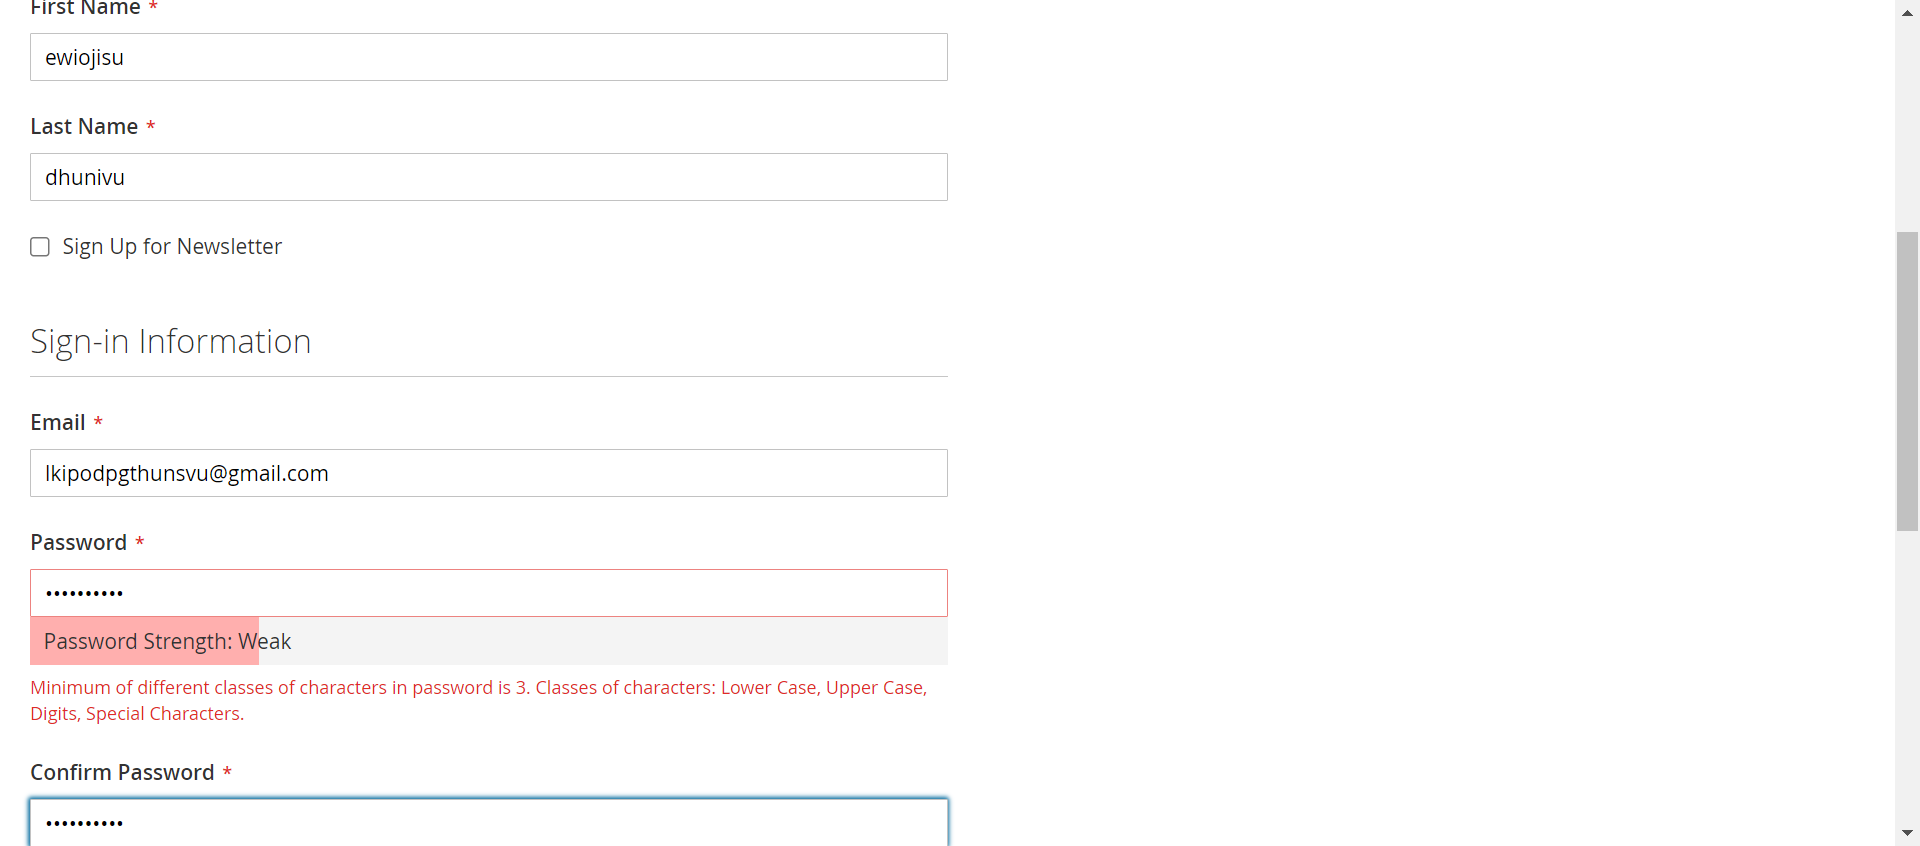 First Name *
ewiojisu
Last Name *
dhunivu
Sign Up for Newsletter
Sign-in Information
Email *
lkipodpgthunsvu@gmail.com
Password *
••••••••••
Password Strength: Weak
Minimum of different classes of characters in password is 3. Classes of characters: Lower Case, Upper Case,
Digits, Special Characters.
Confirm Password *
••••••••••